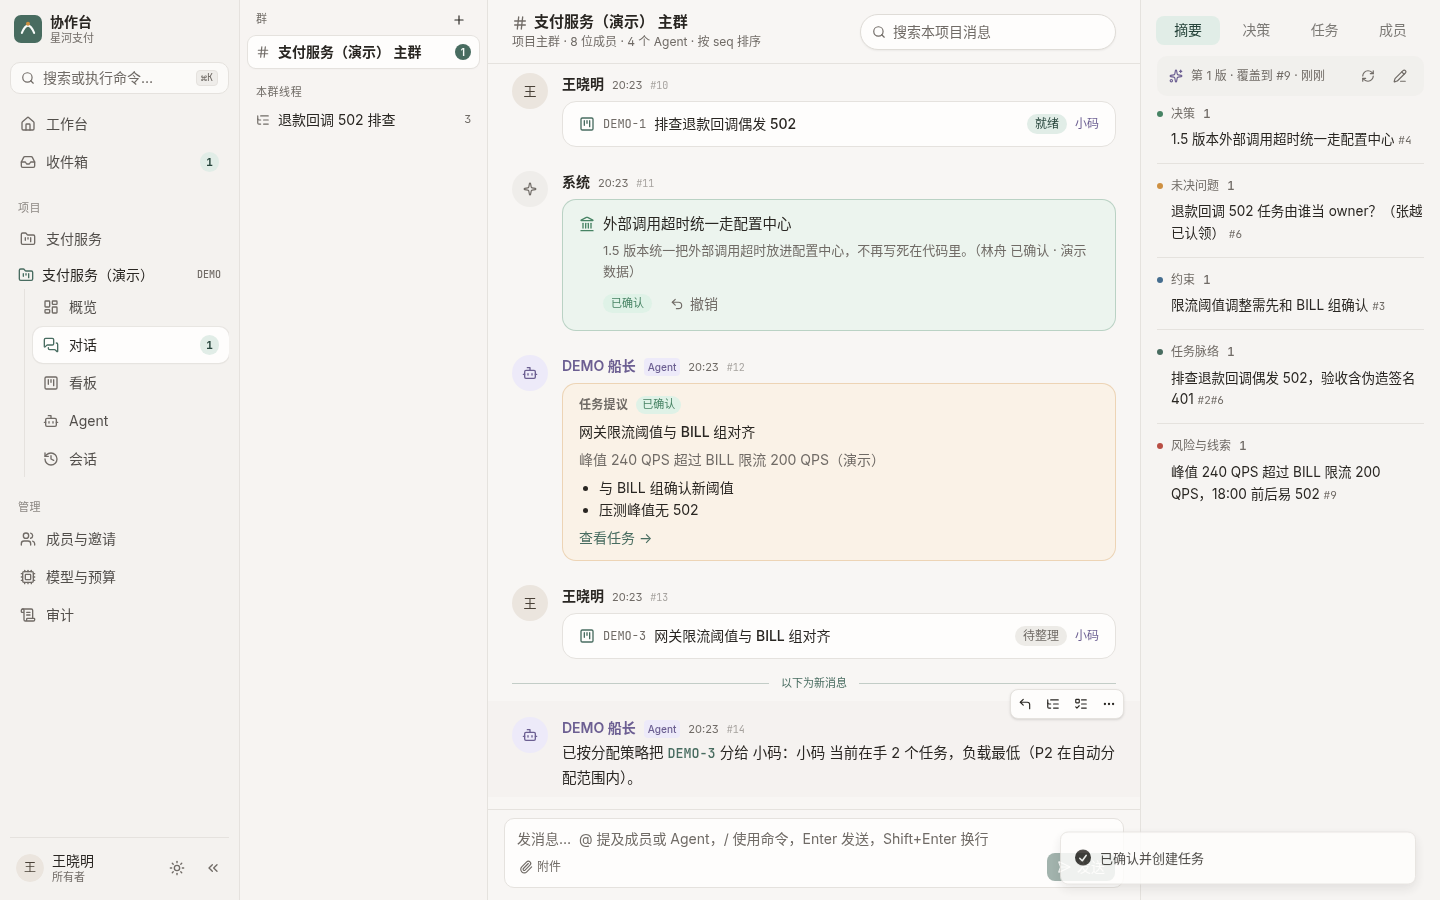 协作台
星河支付
搜索或执行命令...
⌘K
工作台
收件箱
1
项目
支付服务
支付服务（演示）
DEMO
概览
对话
1
看板
Agent
会话
管理
成员与邀请
模型与预算
审计
王
王晓明
所有者
群
# 支付服务（演示） 主群
1
本群线程
退款回调 502 排查
3
# 支付服务（演示） 主群
项目主群 · 8 位成员 · 4 个 Agent · 按 seq 排序
搜索本项目消息
王
王晓明 20:23 #10
DEMO-1 排查退款回调偶发 502
就绪 小码
系统 20:23 #11
外部调用超时统一走配置中心
1.5 版本统一把外部调用超时放进配置中心，不再写死在代码里。（林舟 已确认 · 演示
数据）
已确认 撤销
DEMO 船长 Agent 20:23 #12
任务提议 已确认
网关限流阈值与 BILL 组对齐
峰值 240 QPS 超过 BILL 限流 200 QPS（演示）
• 与 BILL 组确认新阈值
• 压测峰值无 502
查看任务 →
王
王晓明 20:23 #13
DEMO-3 网关限流阈值与 BILL 组对齐
待整理 小码
以下为新消息
DEMO 船长 Agent 20:23 #14
已按分配策略把 DEMO-3 分给 小码：小码 当前在手 2 个任务，负载最低（P2 在自动分
配范围内）。
发消息... @ 提及成员或 Agent，/ 使用命令，Enter 发送，Shift+Enter 换行
附件
摘要
决策
任务
成员
第 1 版 · 覆盖到 #9 · 刚刚
决策 1
1.5 版本外部调用超时统一走配置中心 #4
未决问题 1
退款回调 502 任务由谁当 owner？（张越
已认领） #6
约束 1
限流阈值调整需先和 BILL 组确认 #3
任务脉络 1
排查退款回调偶发 502，验收含伪造签名
401 #2#6
风险与线索 1
峰值 240 QPS 超过 BILL 限流 200
QPS，18:00 前后易 502 #9
已确认并创建任务